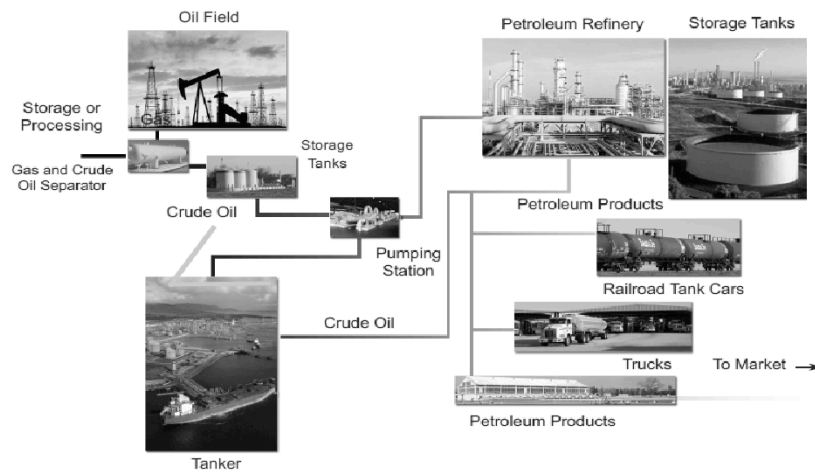 Oil Field
Petroleum Refinery
Storage Tanks
Gas
Storage or
Processing
Gas and Crude
Oil Separator
Storage
Tanks
Crude Oil
Pumping
Station
Petroleum Products
Railroad Tank Cars
Crude Oil
Trucks
To Market
Petroleum Products
Tanker